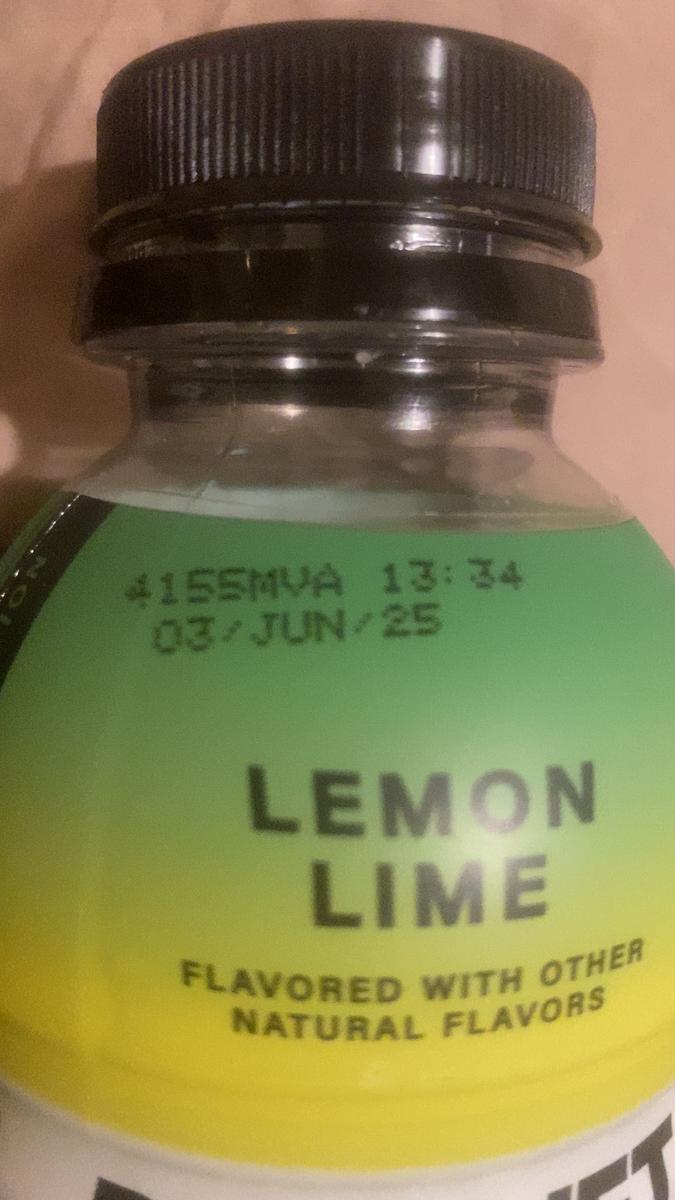 4155MVA 13:34
03/JUN/25
LEMON
LIME
FLAVORED WITH OTHER
NATURAL FLAVORS